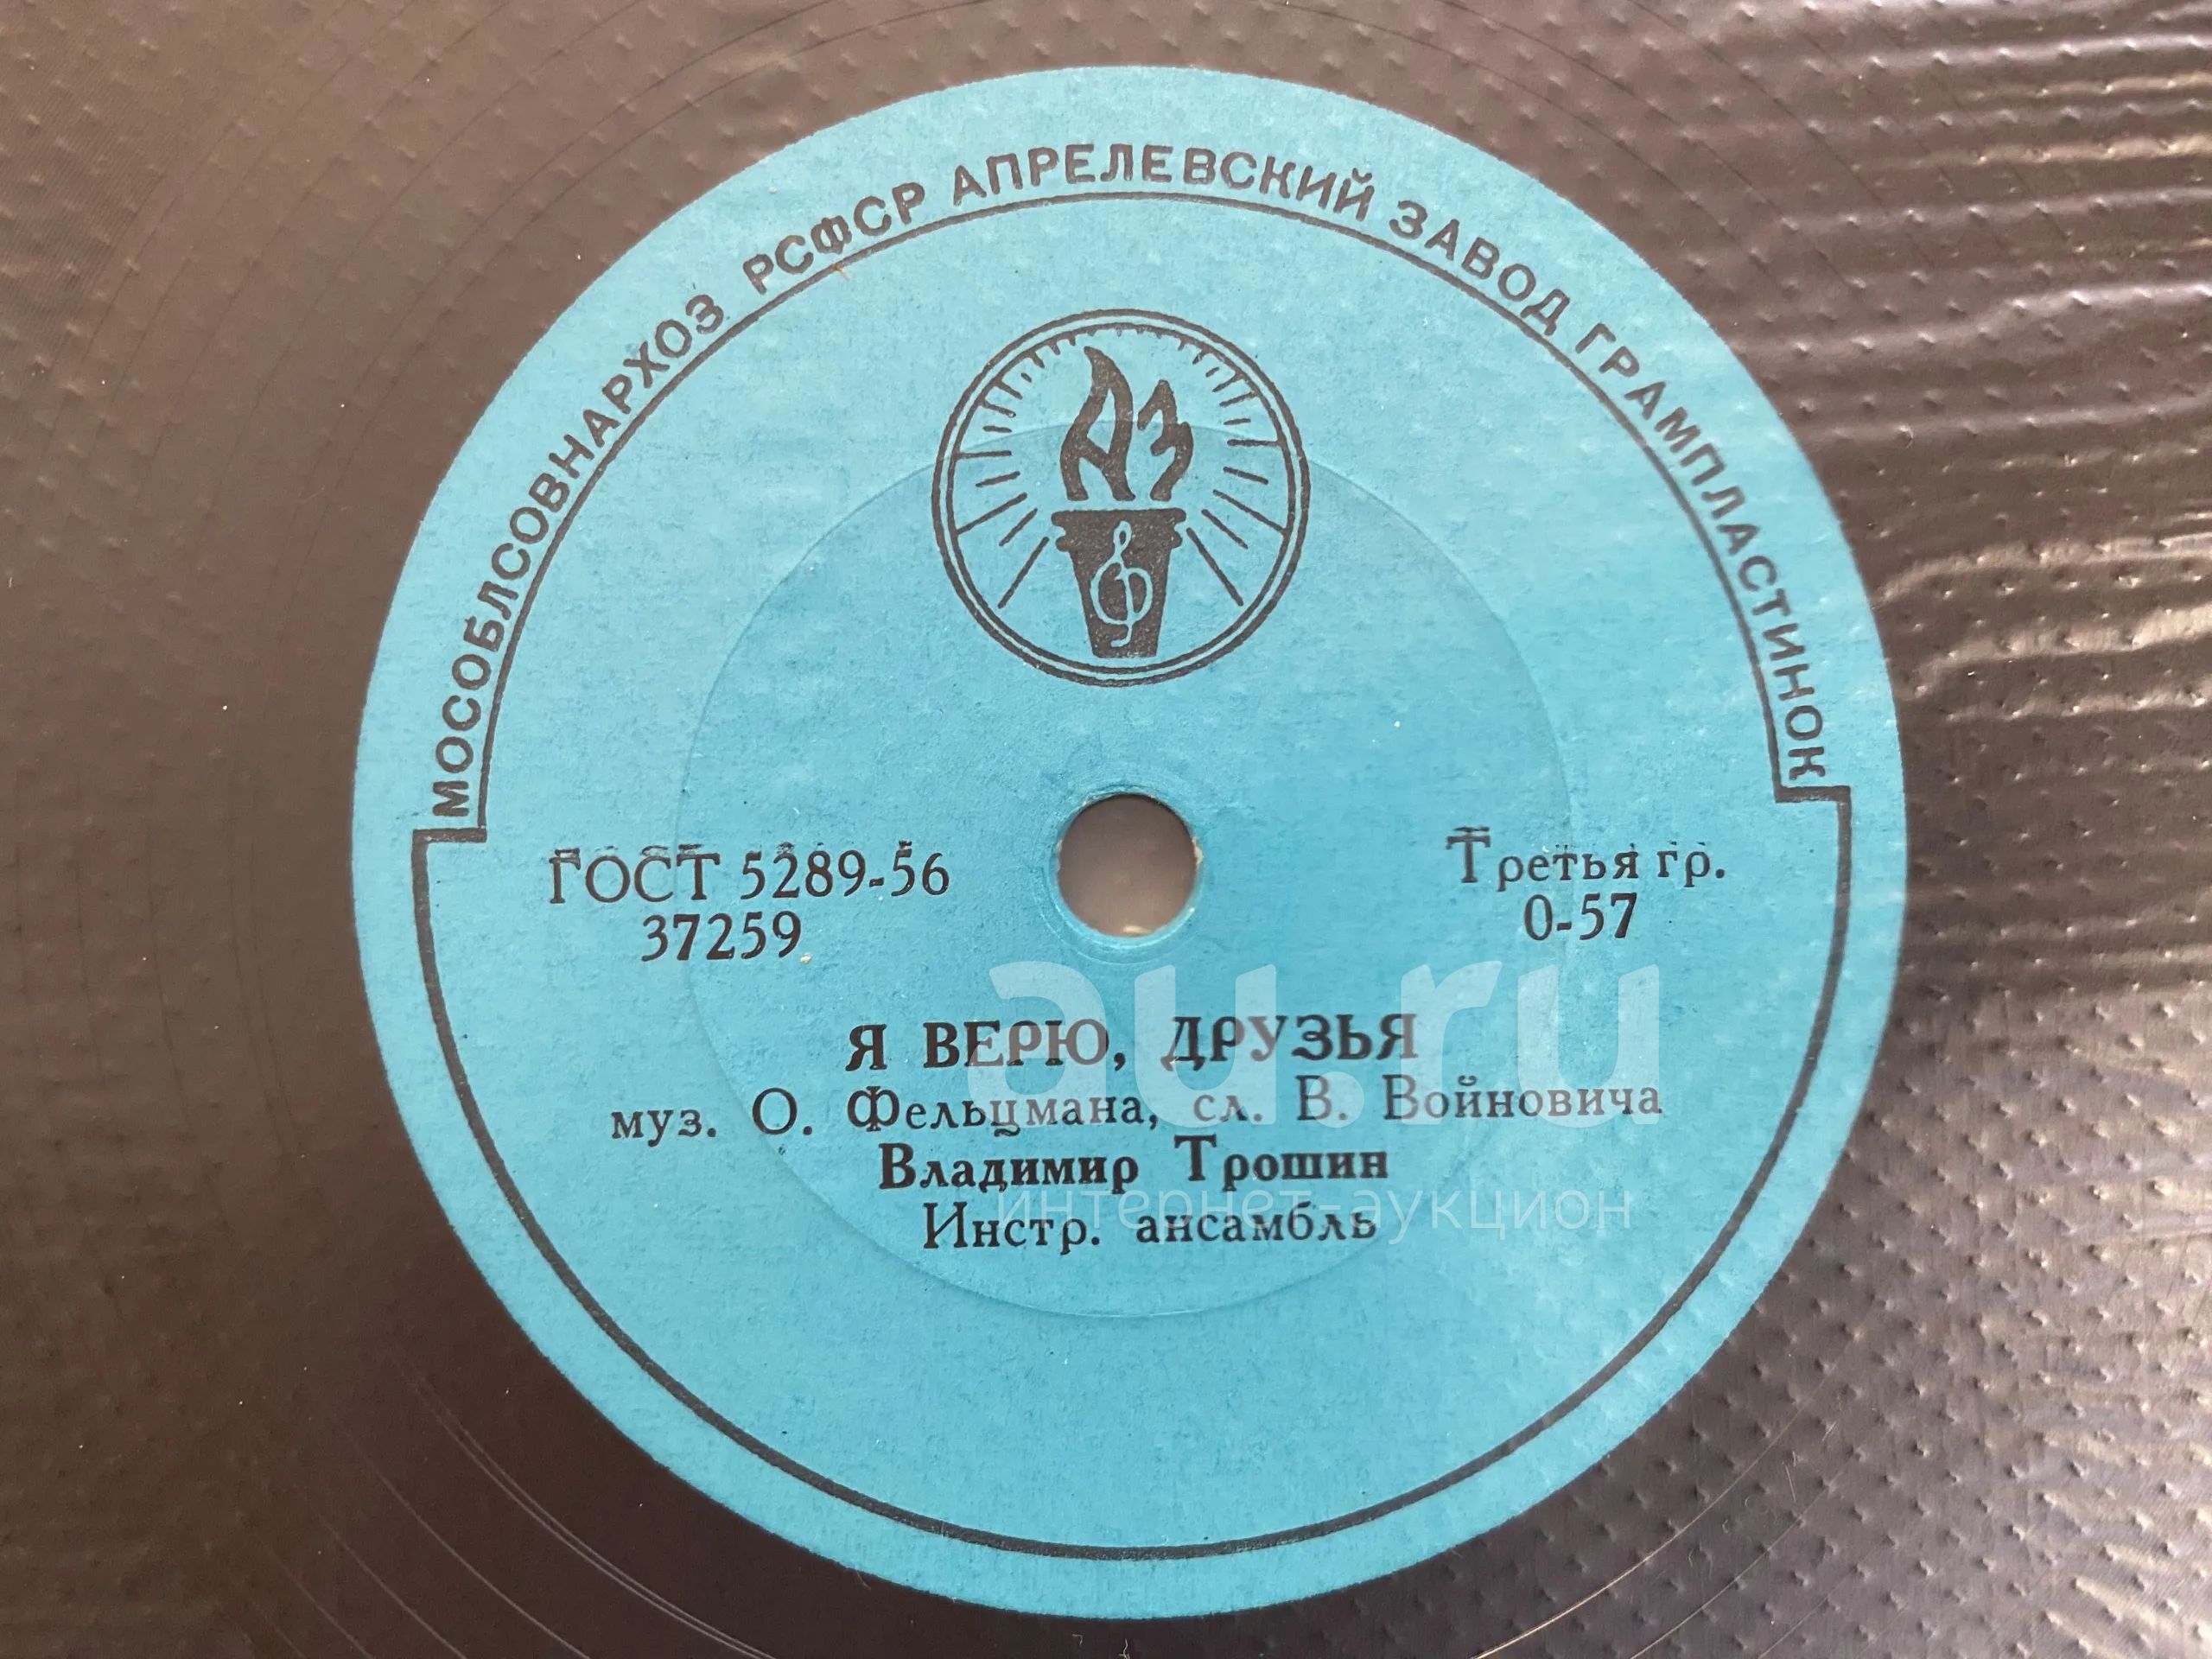 МОСОБЛСОВНАРХОЗ РСФСР АПРЕЛЕВСКИЙ ЗАВОД ГРАМПЛАСТИНОК
АЗ
ГОСТ 5289-56
37259
Третья гр.
0-57
Я ВЕРЮ, ДРУЗЬЯ
муз. О. Фельцмана, сл. В. Войновича
Владимир Трошин
Инстр. ансамбль
au.ru
интернет-аукцион